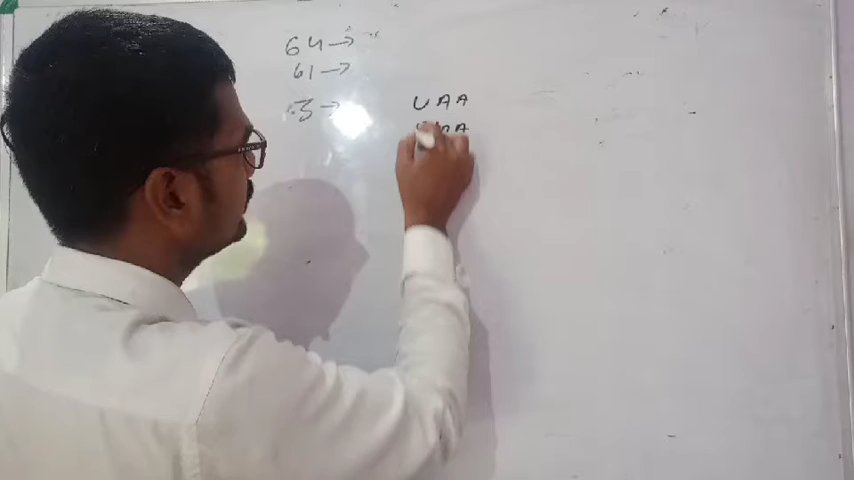 64 →
61 →
3 →
UAA